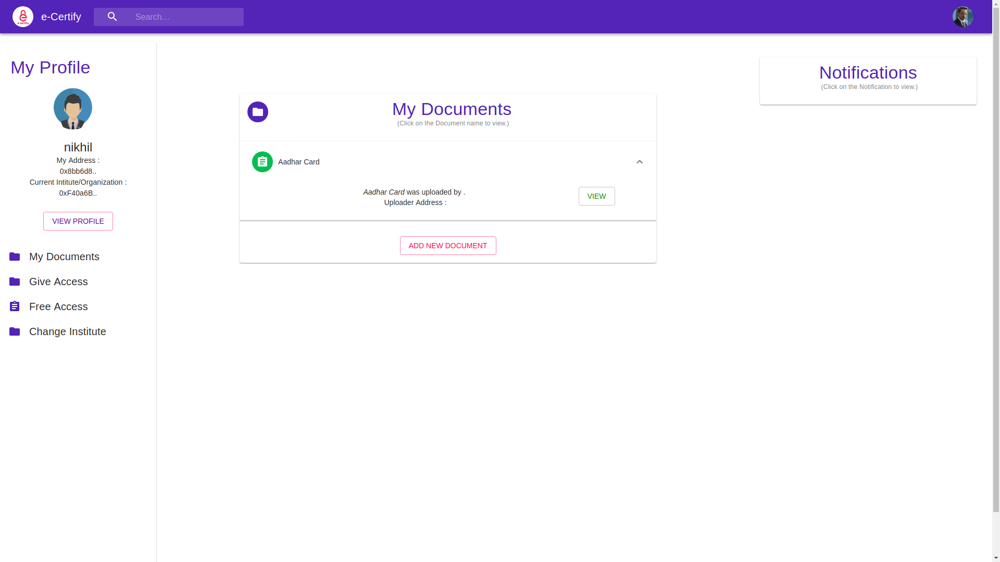 e-certify
e-Certify
Search…
My Profile
nikhil
My Address :
0x8bb6d8..
Current Intitute/Organization :
0xF40a6B..
VIEW PROFILE
My Documents
Give Access
Free Access
Change Institute
My Documents
(Click on the Document name to view.)
Aadhar Card
Aadhar Card was uploaded by .
Uploader Address :
VIEW
ADD NEW DOCUMENT
Notifications
(Click on the Notification to view.)